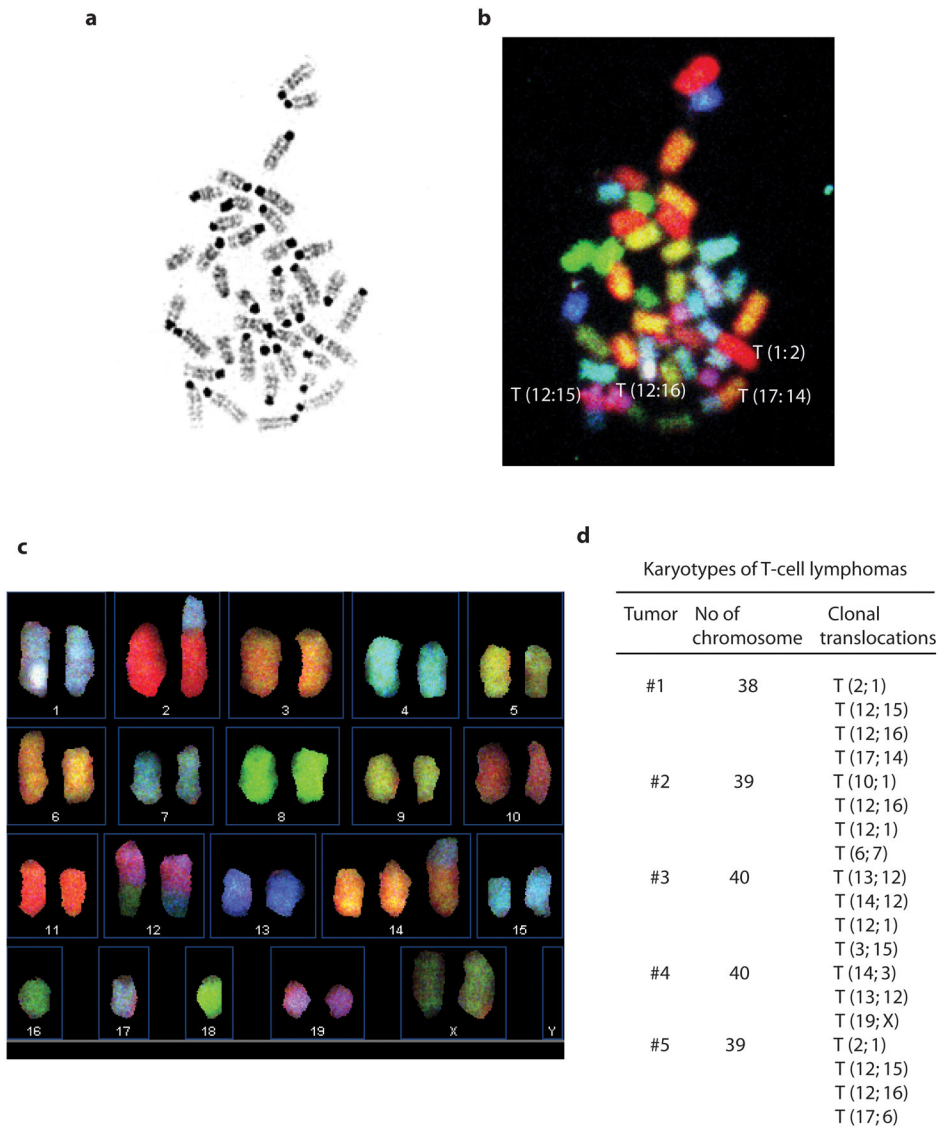 a
b
T (1:2)
T (12:15)
T (12:16)
T (17:14)
c
1 2 3 4 5
6 7 8 9 10
11 12 13 14 15
16 17 18 19 X Y
d
Karyotypes of T-cell lymphomas
Tumor No of chromosome Clonal translocations
#1 38 T (2; 1)
T (12; 15)
T (12; 16)
T (17; 14)
#2 39 T (10; 1)
T (12; 16)
T (12; 1)
T (6; 7)
#3 40 T (13; 12)
T (14; 12)
T (12; 1)
T (3; 15)
#4 40 T (14; 3)
T (13; 12)
T (19; X)
#5 39 T (2; 1)
T (12; 15)
T (12; 16)
T (17; 6)